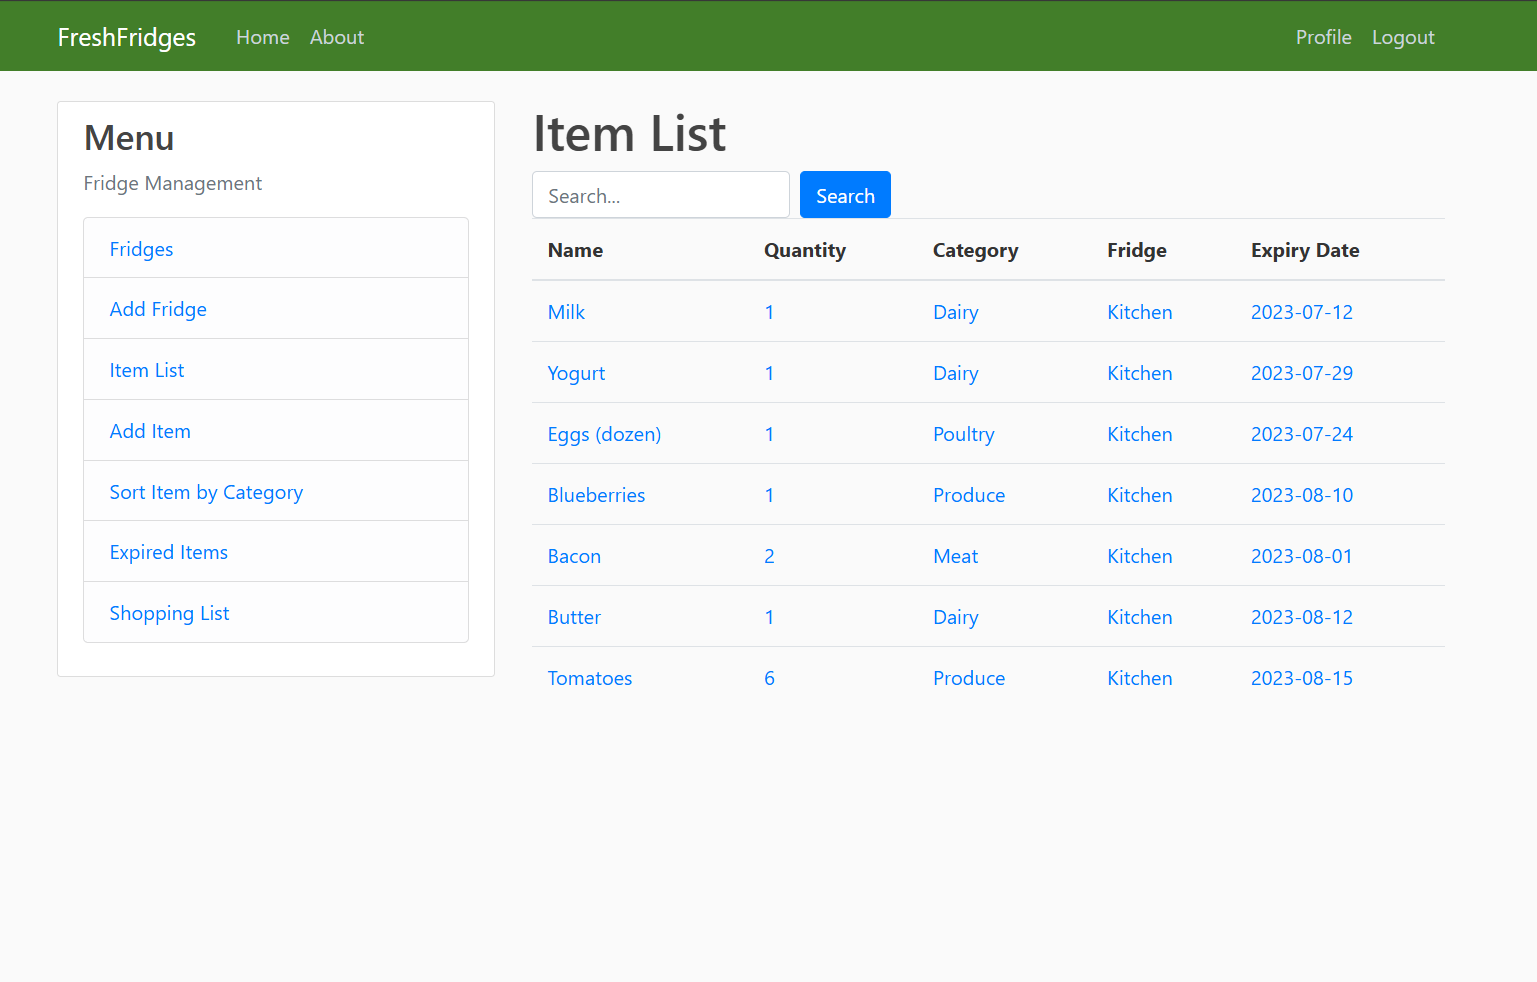 FreshFridges Home About Profile Logout
Menu
Fridge Management
Fridges
Add Fridge
Item List
Add Item
Sort Item by Category
Expired Items
Shopping List
Item List
Search... Search
Name Quantity Category Fridge Expiry Date
Milk 1 Dairy Kitchen 2023-07-12
Yogurt 1 Dairy Kitchen 2023-07-29
Eggs (dozen) 1 Poultry Kitchen 2023-07-24
Blueberries 1 Produce Kitchen 2023-08-10
Bacon 2 Meat Kitchen 2023-08-01
Butter 1 Dairy Kitchen 2023-08-12
Tomatoes 6 Produce Kitchen 2023-08-15